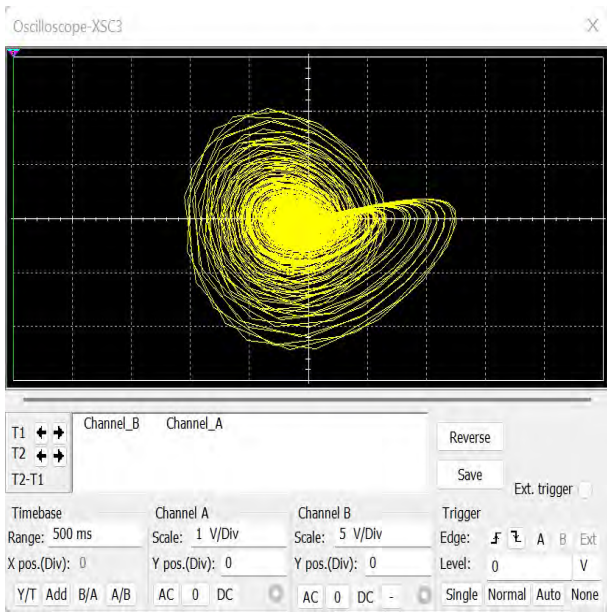 Oscilloscope-XSC3 X
T1
T2
T2-T1
Channel_B Channel_A
Reverse
Save
Ext. trigger
Timebase
Range: 500 ms
X pos.(Div): 0
Y/T Add B/A A/B
Channel A
Scale: 1 V/Div
Y pos.(Div): 0
AC 0 DC
Channel B
Scale: 5 V/Div
Y pos.(Div): 0
AC 0 DC -
Trigger
Edge: A B Ext
Level: 0 V
Single Normal Auto None